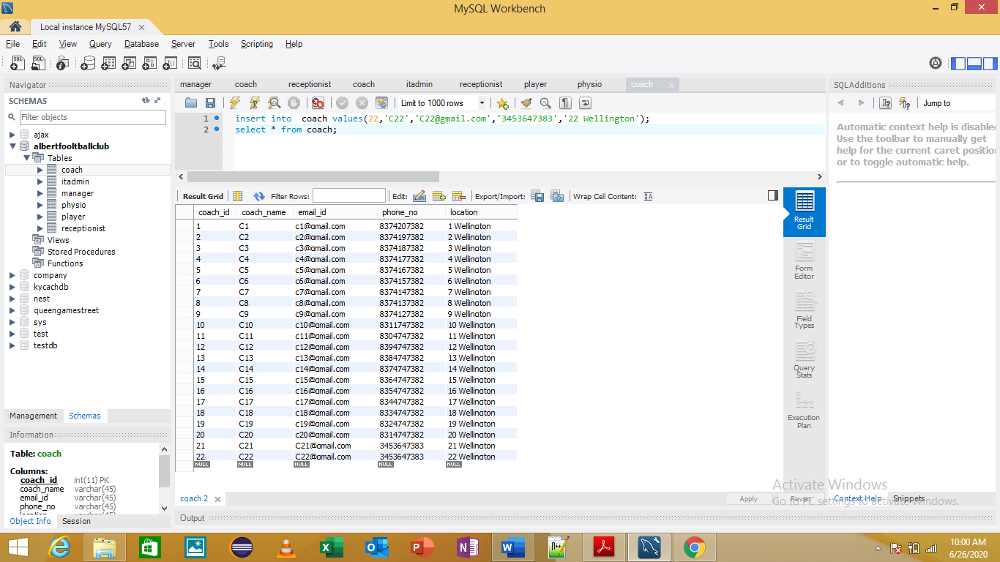 MySQL Workbench
Local instance MySQL57
File Edit View Query Database Server Tools Scripting Help
Navigator
SCHEMAS
Filter objects
ajax
albertfooltballclub
Tables
coach
itadmin
manager
physio
player
receptionist
Views
Stored Procedures
Functions
company
kycachdb
nest
queengamestreet
sys
test
testdb
Management Schemas
Information
Table: coach
Columns:
coach_id int(11) PK
coach_name varchar(45)
email_id varchar(45)
phone_no varchar(45)
location varchar(45)
Object Info Session
manager coach receptionist coach itadmin receptionist player physio coach
Limit to 1000 rows
1 insert into coach values(22,'C22','C22@gmail.com','3453647383','22 Wellington');
2 select * from coach;
Result Grid Filter Rows: Edit: Export/Import: Wrap Cell Content:
coach_id coach_name email_id phone_no location
1 C1 c1@gmail.com 8374207382 1 Wellington
2 C2 c2@gmail.com 8374197382 2 Wellington
3 C3 c3@gmail.com 8374187382 3 Wellington
4 C4 c4@gmail.com 8374177382 4 Wellington
5 C5 c5@gmail.com 8374167382 5 Wellington
6 C6 c6@gmail.com 8374157382 6 Wellington
7 C7 c7@gmail.com 8374147382 7 Wellington
8 C8 c8@gmail.com 8374137382 8 Wellington
9 C9 c9@gmail.com 8374127382 9 Wellington
10 C10 c10@gmail.com 8311747382 10 Wellington
11 C11 c11@gmail.com 8304747382 11 Wellington
12 C12 c12@gmail.com 8394747382 12 Wellington
13 C13 c13@gmail.com 8384747382 13 Wellington
14 C14 c14@gmail.com 8374747382 14 Wellington
15 C15 c15@gmail.com 8364747382 15 Wellington
16 C16 c16@gmail.com 8354747382 16 Wellington
17 C17 c17@gmail.com 8344747382 17 Wellington
18 C18 c18@gmail.com 8334747382 18 Wellington
19 C19 c19@gmail.com 8324747382 19 Wellington
20 C20 c20@gmail.com 8314747382 20 Wellington
21 C21 C21@gmail.com 3453647383 21 Wellington
22 C22 C22@gmail.com 3453647383 22 Wellington
NULL NULL NULL NULL NULL
Result
Grid
Form
Editor
Field
Types
Query
Stats
Execution
Plan
coach 2
Apply Revert
Output
SQLAdditions
Jump to
Automatic context help is disabled
Use the toolbar to manually get
help for the current caret position
or to toggle automatic help.
Context Help Snippets
Activate Windows
Go to PC settings to activate Windows.
10:00 AM
6/26/2020